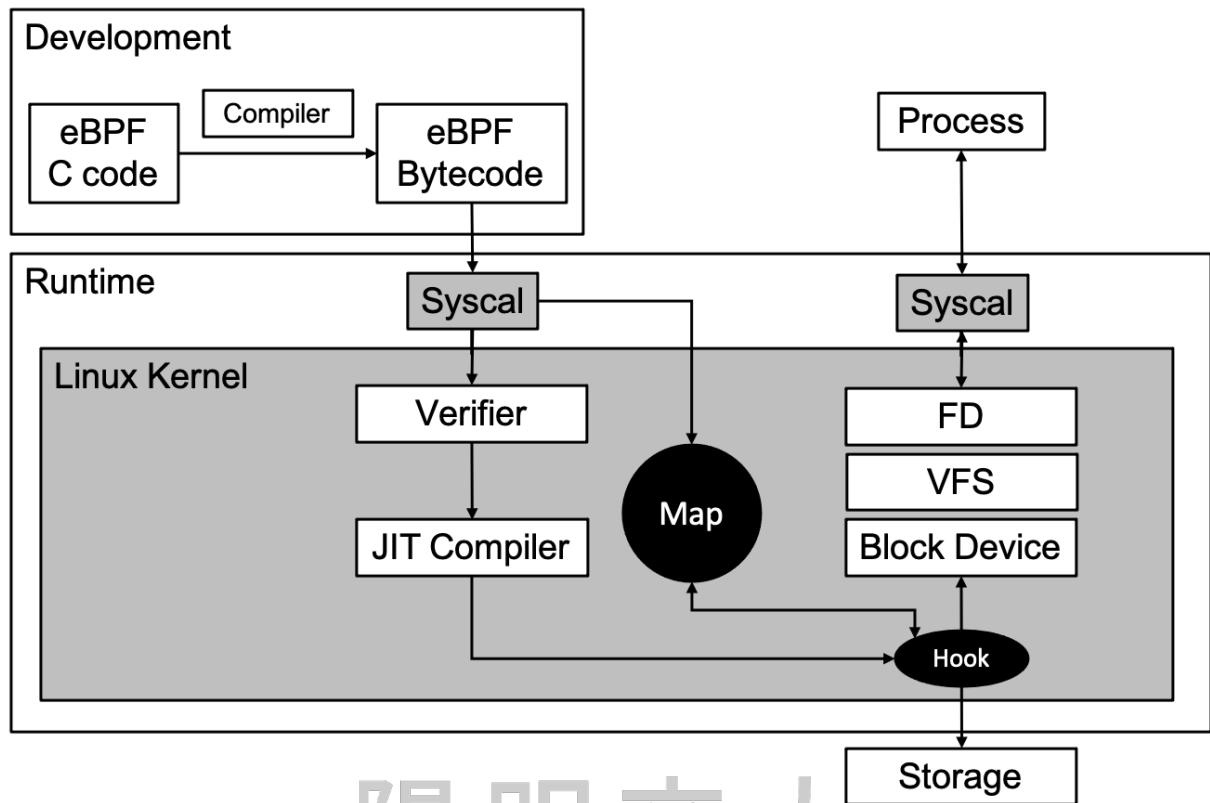 Development
eBPF
C code
Compiler
eBPF
Bytecode
Process
Runtime
Syscal
Syscal
Linux Kernel
Verifier
FD
VFS
Map
JIT Compiler
Block Device
Hook
Storage